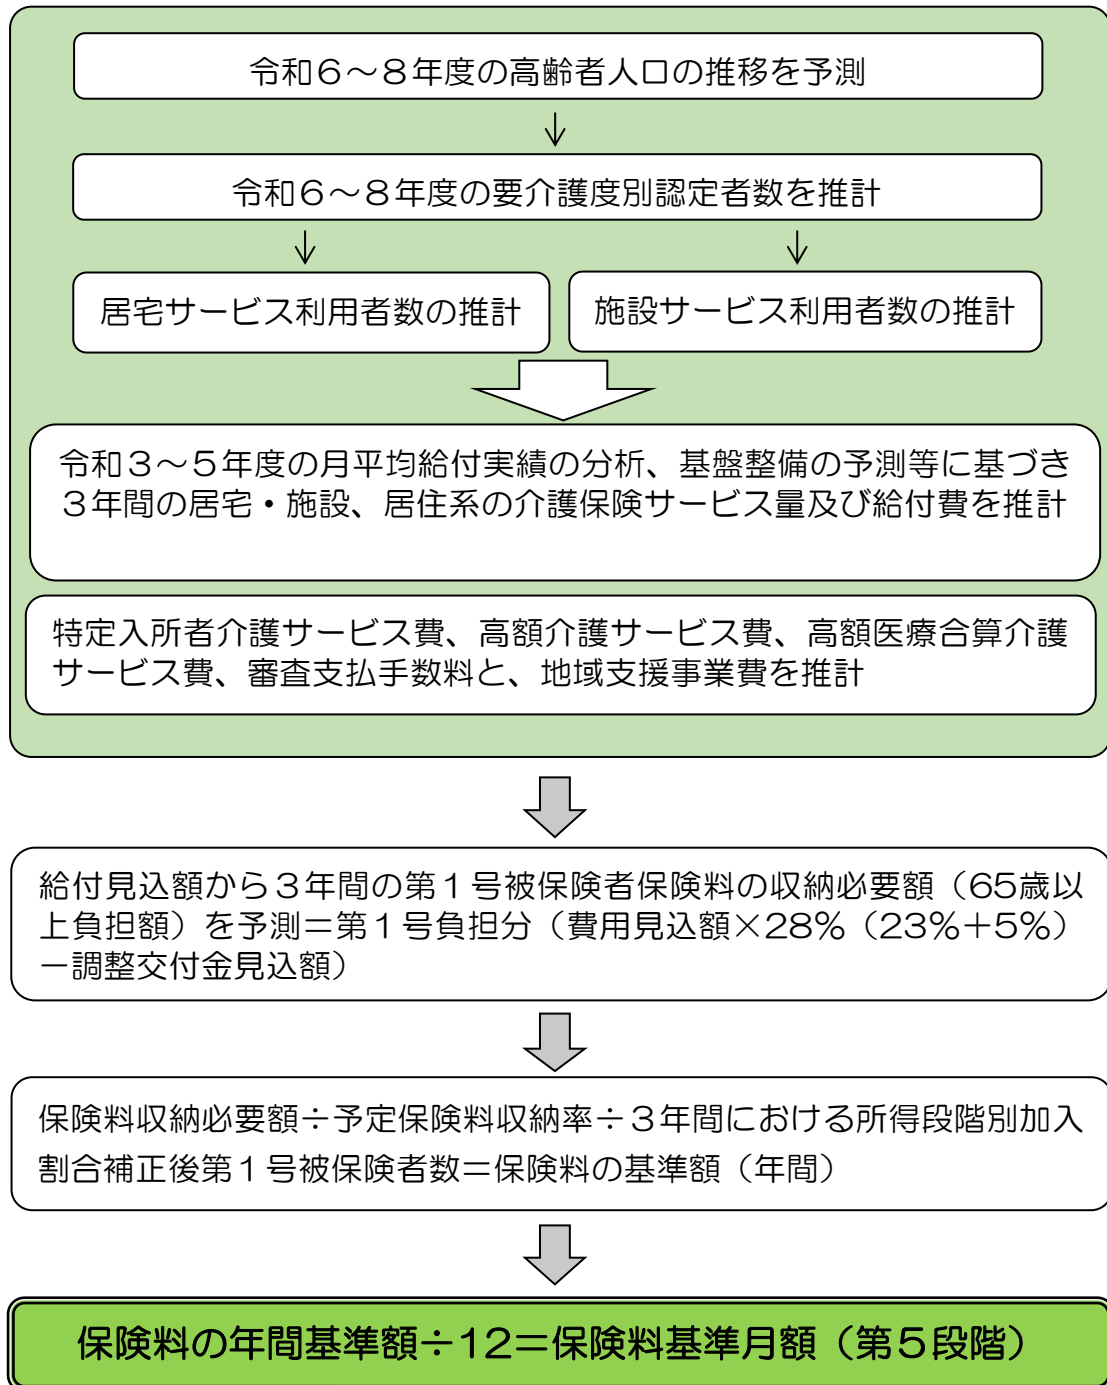 令和６～８年度の高齢者人口の推移を予測
↓
令和６～８年度の要介護度別認定者数を推計
↓ ↓
居宅サービス利用者数の推計
施設サービス利用者数の推計
令和３～５年度の月平均給付実績の分析、基盤整備の予測等に基づき
３年間の居宅・施設、居住系の介護保険サービス量及び給付費を推計
特定入所者介護サービス費、高額介護サービス費、高額医療合算介護
サービス費、審査支払手数料と、地域支援事業費を推計
給付見込額から３年間の第１号被保険者保険料の収納必要額（65歳以
上負担額）を予測＝第１号負担分（費用見込額×28％（23％＋5％）
－調整交付金見込額）
保険料収納必要額÷予定保険料収納率÷３年間における所得段階別加入
割合補正後第１号被保険者数＝保険料の基準額（年間）
保険料の年間基準額÷12＝保険料基準月額（第５段階）